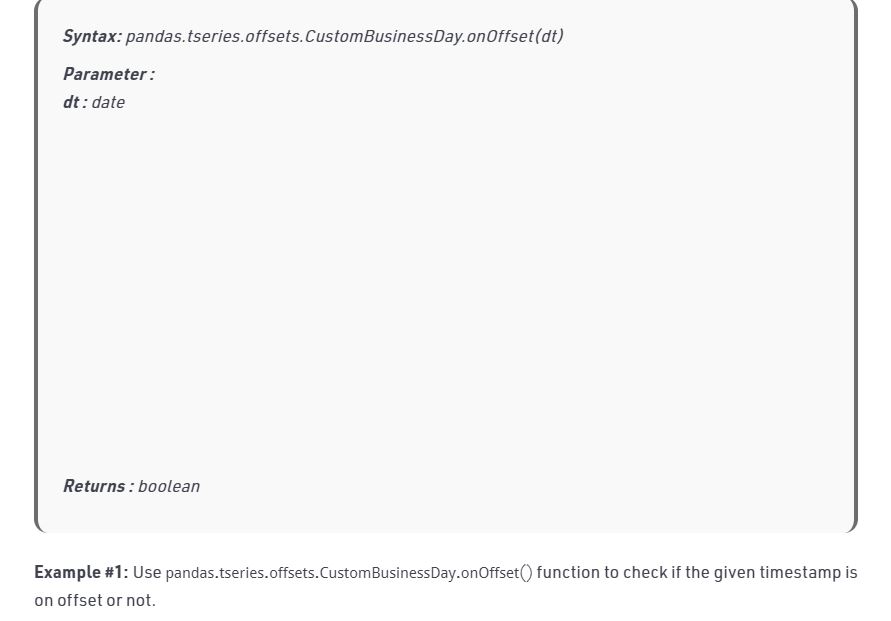 Syntax: pandas.tseries.offsets.CustomBusinessDay.onOffset(dt)
Parameter :
dt : date
Returns : boolean
Example #1: Use pandas.tseries.offsets.CustomBusinessDay.onOffset() function to check if the given timestamp is
on offset or not.